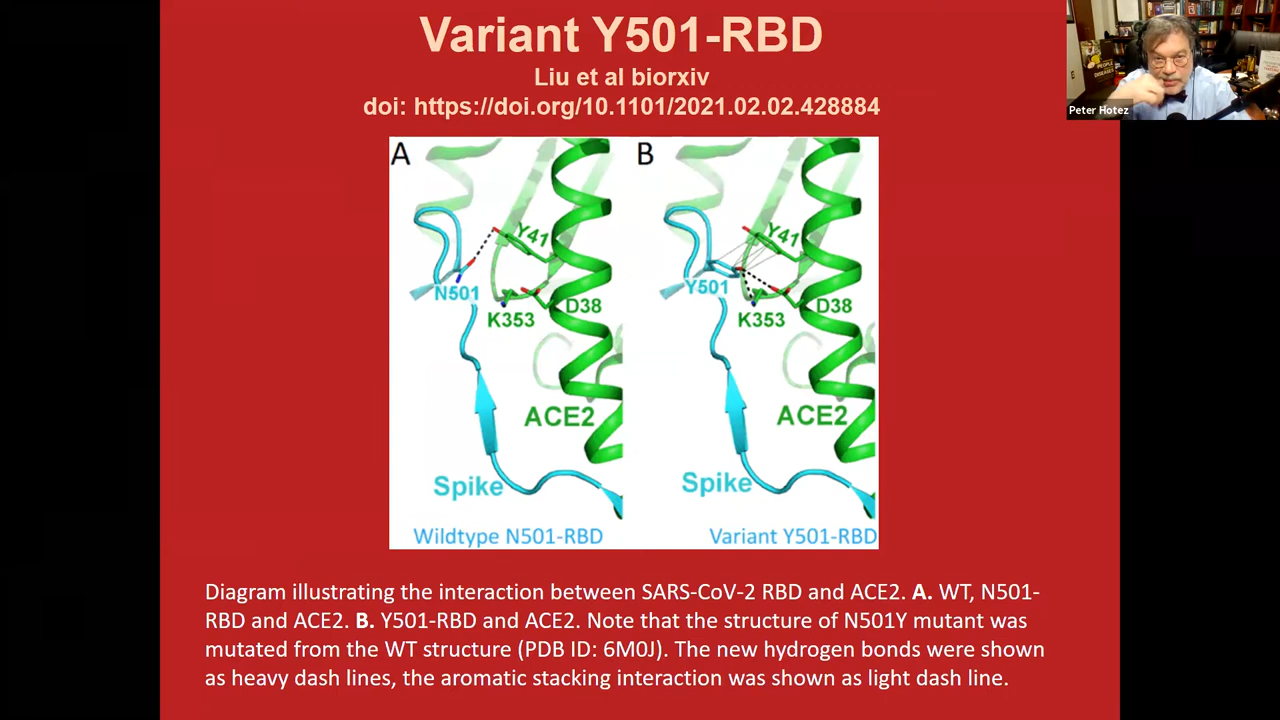 Variant Y501-RBD
Liu et al biorxiv
doi: https://doi.org/10.1101/2021.02.02.428884
Peter Hotez
A
B
Y41
Y41
N501
Y501
K353
D38
K353
D38
ACE2
ACE2
Spike
Spike
Wildtype N501-RBD
Variant Y501-RBD
Diagram illustrating the interaction between SARS-CoV-2 RBD and ACE2. A. WT, N501-
RBD and ACE2. B. Y501-RBD and ACE2. Note that the structure of N501Y mutant was
mutated from the WT structure (PDB ID: 6M0J). The new hydrogen bonds were shown
as heavy dash lines, the aromatic stacking interaction was shown as light dash line.